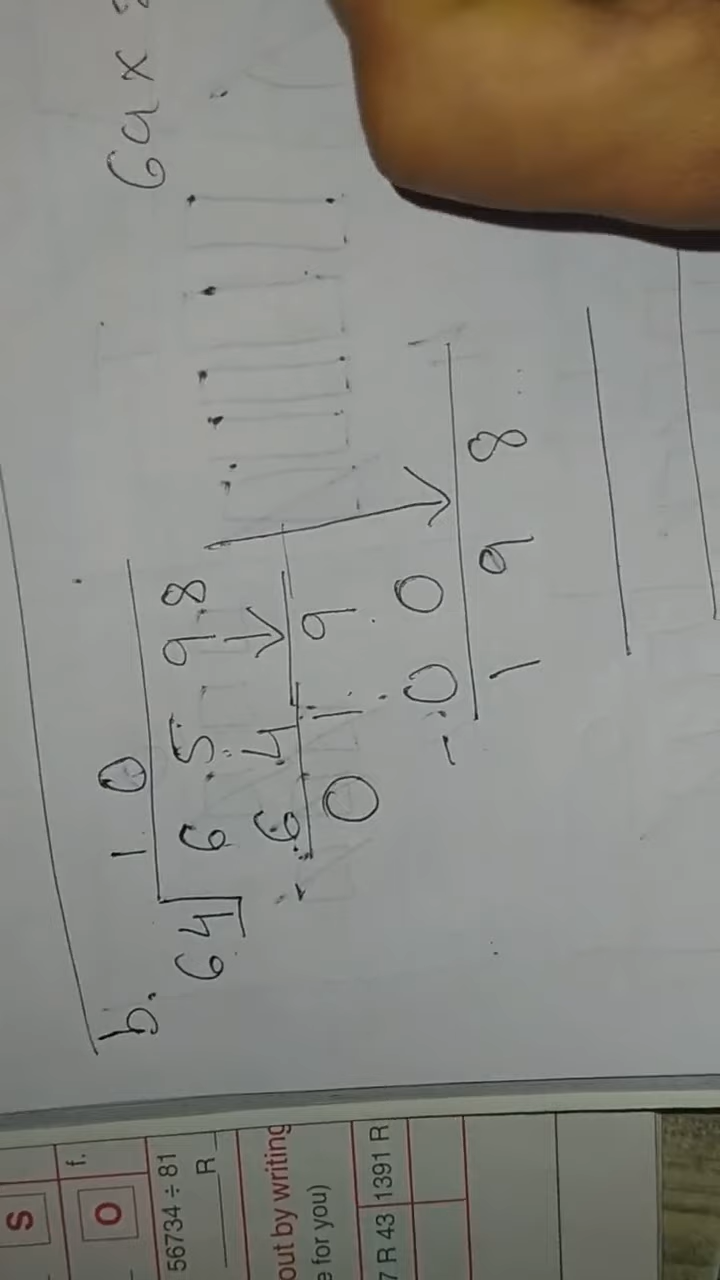 b.
1 0
64 6 5 9 8
- 6 4
0 1 9
- 0 0
1 9 8
6a x
S
f.
O
56734 ÷ 81
R
out by writing
e for you)
7 R 43 1391 R